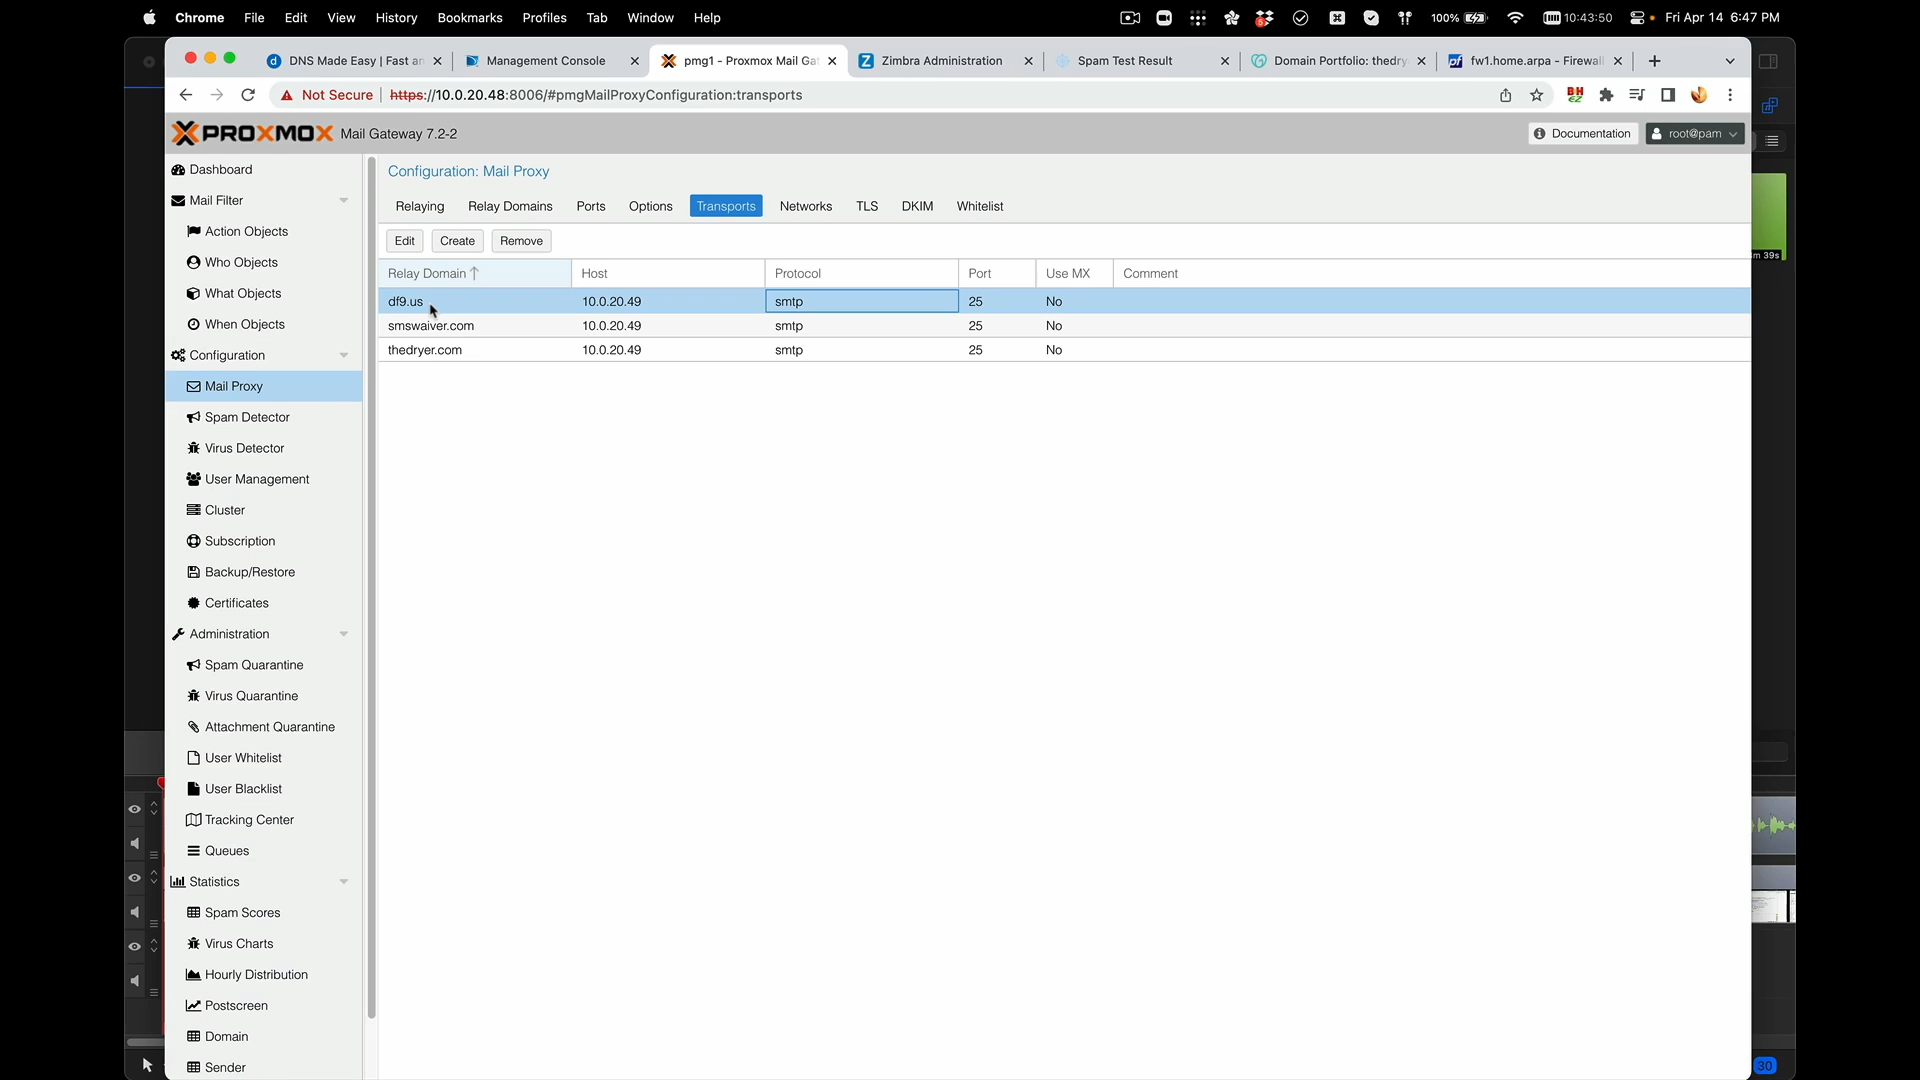 Chrome File Edit View History Bookmarks Profiles Tab Window Help 5 100% 10:43:50 Fri Apr 14 6:47 PM
DNS Made Easy | Fast an Management Console pmg1 - Proxmox Mail Gat Zimbra Administration Spam Test Result Domain Portfolio: thedry fw1.home.arpa - Firewall
Not Secure https://10.0.20.48:8006/#pmgMailProxyConfiguration:transports
PROXMOX Mail Gateway 7.2-2 Documentation root@pam
Dashboard
Mail Filter
Action Objects
Who Objects
What Objects
When Objects
Configuration
Mail Proxy
Spam Detector
Virus Detector
User Management
Cluster
Subscription
Backup/Restore
Certificates
Administration
Spam Quarantine
Virus Quarantine
Attachment Quarantine
User Whitelist
User Blacklist
Tracking Center
Queues
Statistics
Spam Scores
Virus Charts
Hourly Distribution
Postscreen
Domain
Sender
Configuration: Mail Proxy
Relaying Relay Domains Ports Options Transports Networks TLS DKIM Whitelist
Edit Create Remove
Relay Domain Host Protocol Port Use MX Comment
df9.us 10.0.20.49 smtp 25 No
smswaiver.com 10.0.20.49 smtp 25 No
thedryer.com 10.0.20.49 smtp 25 No
m 39s
30